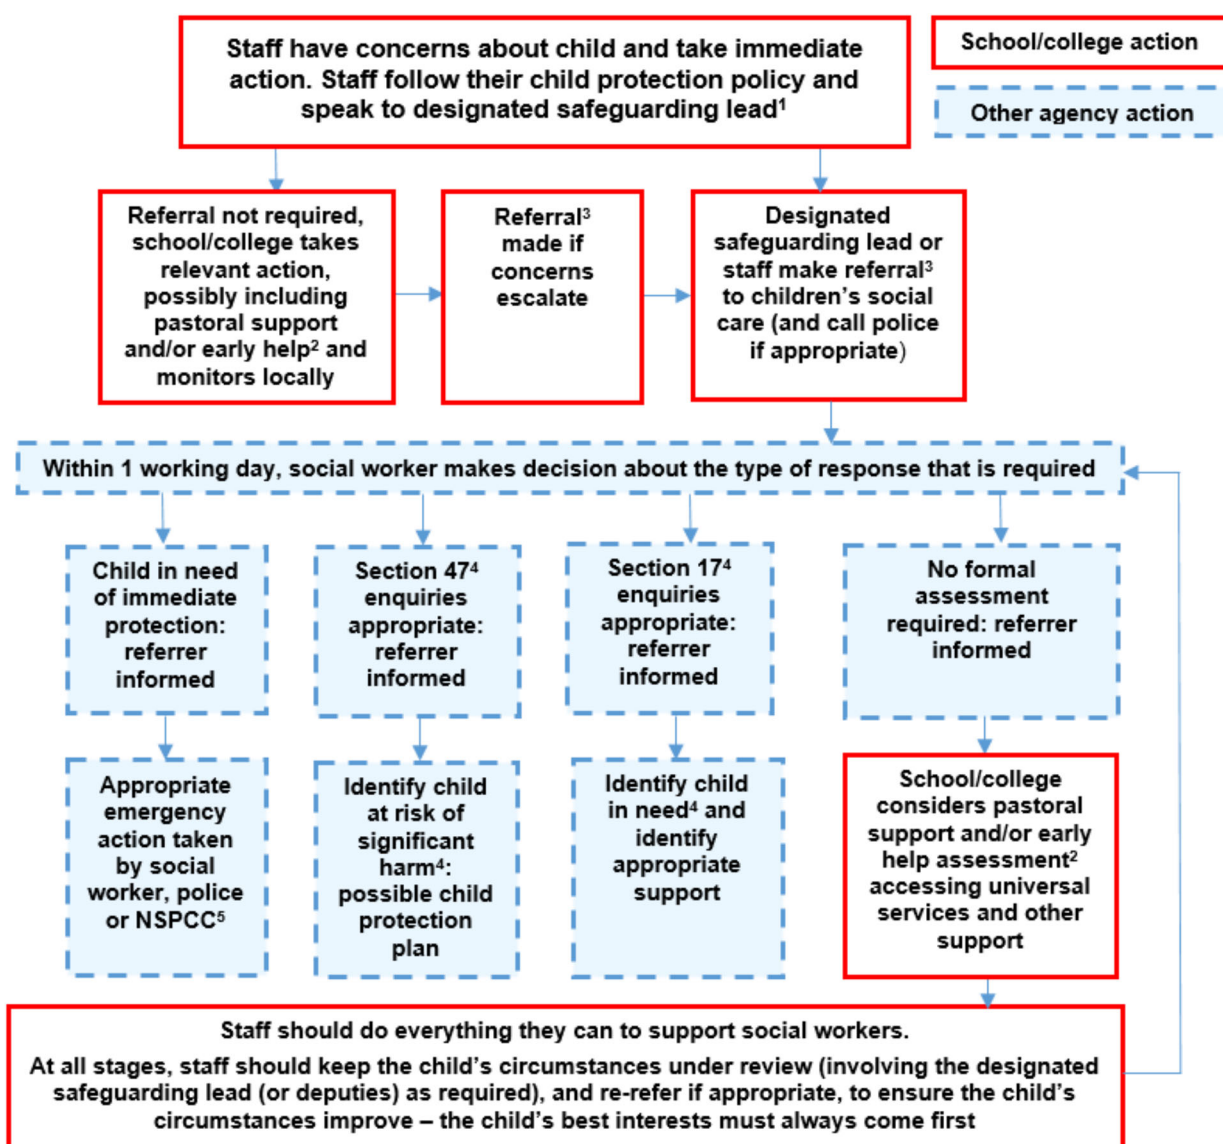 Staff have concerns about child and take immediate
action. Staff follow their child protection policy and
speak to designated safeguarding lead¹
School/college action
Other agency action
Referral not required,
school/college takes
relevant action,
possibly including
pastoral support
and/or early help² and
monitors locally
Referral³
made if
concerns
escalate
Designated
safeguarding lead or
staff make referral³
to children’s social
care (and call police
if appropriate)
Within 1 working day, social worker makes decision about the type of response that is required
Child in need
of immediate
protection:
referrer
informed
Section 47⁴
enquiries
appropriate:
referrer
informed
Section 17⁴
enquiries
appropriate:
referrer
informed
No formal
assessment
required: referrer
informed
Appropriate
emergency
action taken
by social
worker, police
or NSPCC⁵
Identify child
at risk of
significant
harm⁴:
possible child
protection
plan
Identify child
in need⁴ and
identify
appropriate
support
School/college
considers pastoral
support and/or early
help assessment²
accessing universal
services and other
support
Staff should do everything they can to support social workers.
At all stages, staff should keep the child’s circumstances under review (involving the designated
safeguarding lead (or deputies) as required), and re-refer if appropriate, to ensure the child’s
circumstances improve – the child’s best interests must always come first